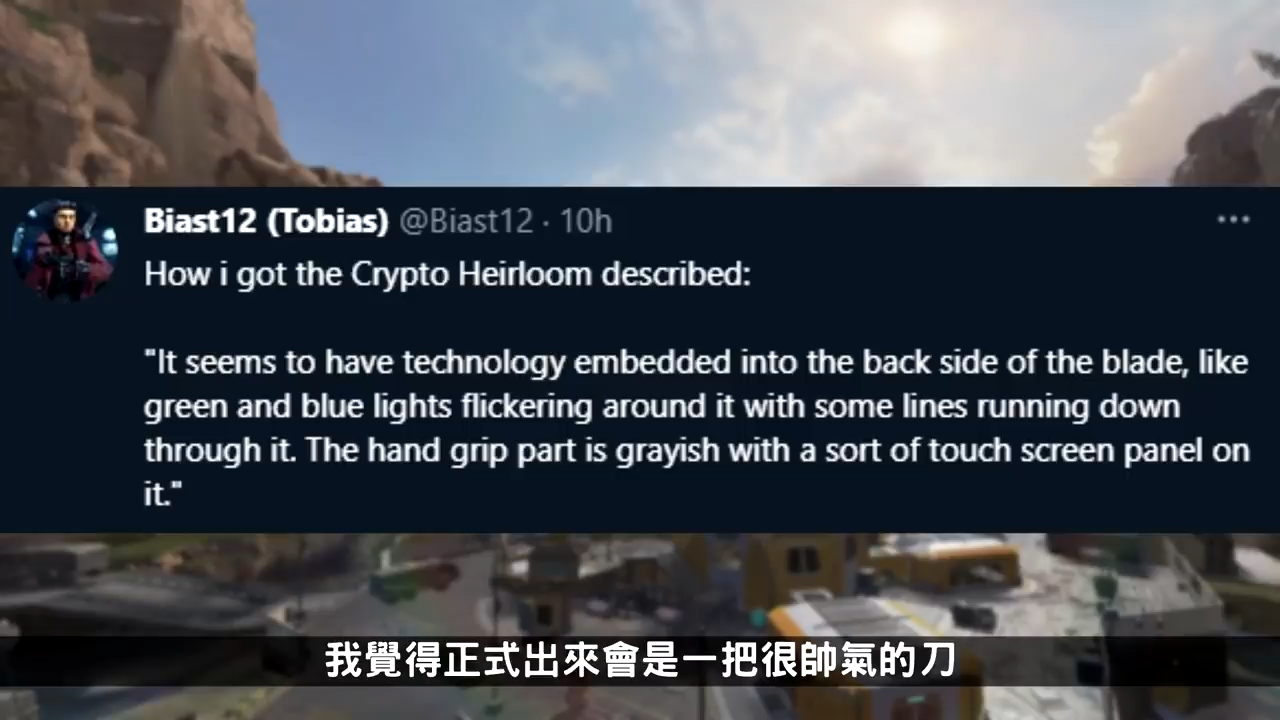 Biast12 (Tobias) @Biast12 · 10h
How i got the Crypto Heirloom described:
"It seems to have technology embedded into the back side of the blade, like
green and blue lights flickering around it with some lines running down
through it. The hand grip part is grayish with a sort of touch screen panel on
it."
我覺得正式出來會是一把很帥氣的刀